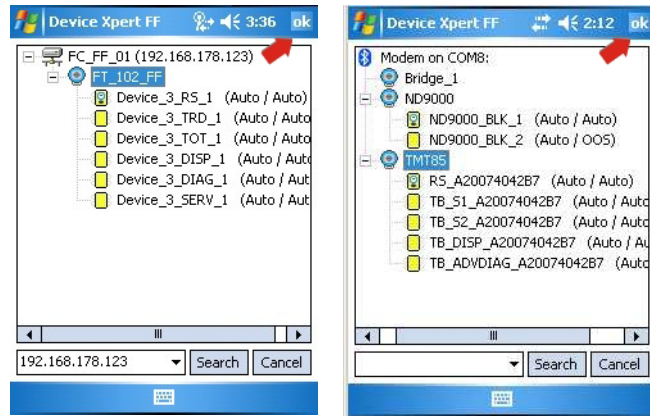 Device Xpert FF 3:36 ok
FC_FF_01 (192.168.178.123)
FT_102_FF
Device_3_RS_1 (Auto / Auto)
Device_3_TRD_1 (Auto / Auto
Device_3_TOT_1 (Auto / Auto
Device_3_DISP_1 (Auto / Aut
Device_3_DIAG_1 (Auto / Aut
Device_3_SERV_1 (Auto / Aut
192.168.178.123 Search Cancel
Device Xpert FF 2:12 ok
Modem on COM8:
Bridge_1
ND9000
ND9000_BLK_1 (Auto / Auto)
ND9000_BLK_2 (Auto / OOS)
TMT85
RS_A20074042B7 (Auto / Auto)
TB_S1_A20074042B7 (Auto / Auto
TB_S2_A20074042B7 (Auto / Auto
TB_DISP_A20074042B7 (Auto / Au
TB_ADVDIAG_A20074042B7 (Auto
Search Cancel